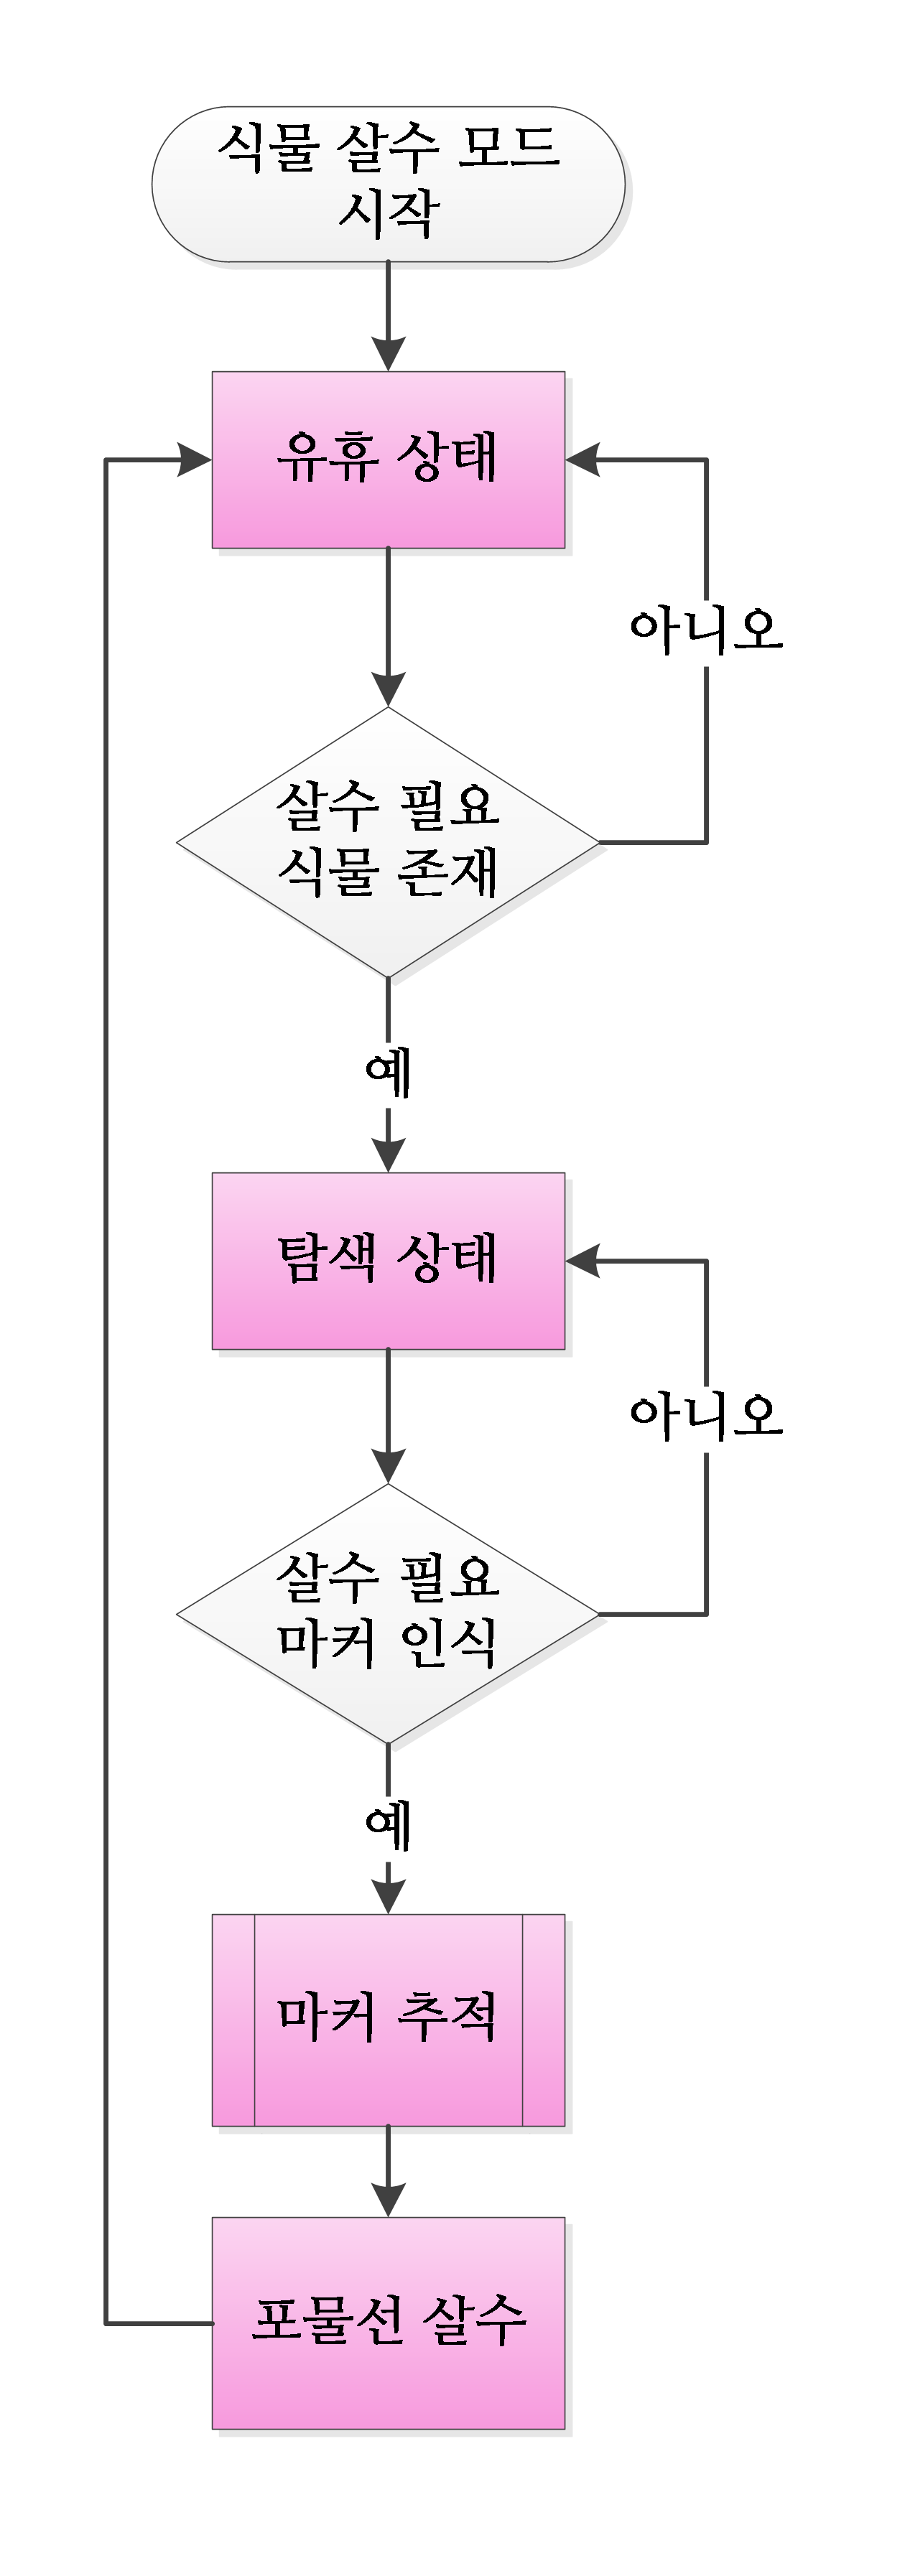 식물 살수 모드
시작
유휴 상태
아니오
살수 필요
식물 존재
예
탐색 상태
아니오
살수 필요
마커 인식
예
마커 추적
포물선 살수